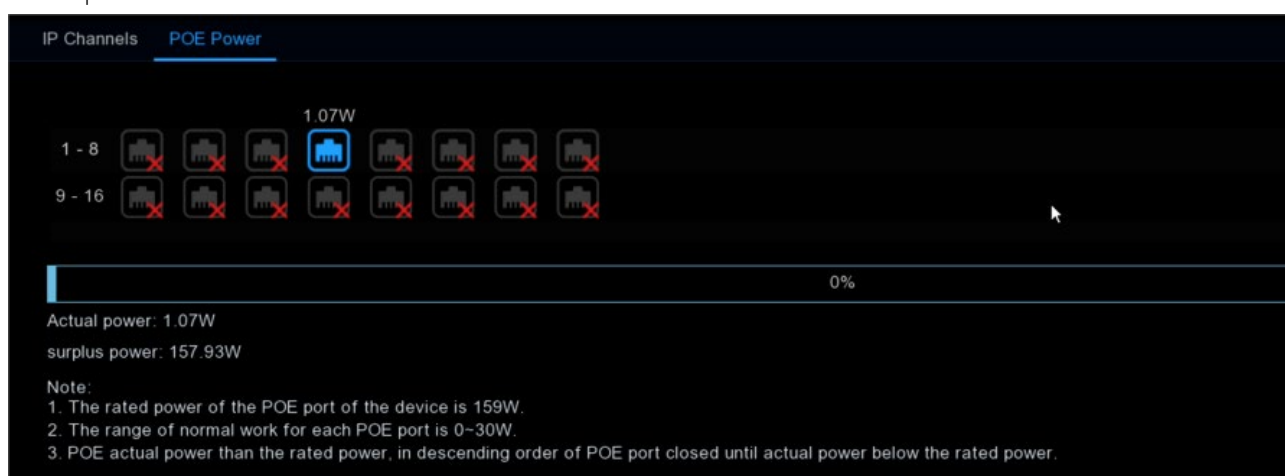 IP Channels POE Power
1.07W
1 - 8
9 - 16
0%
Actual power: 1.07W
surplus power: 157.93W
Note:
1. The rated power of the POE port of the device is 159W.
2. The range of normal work for each POE port is 0~30W.
3. POE actual power than the rated power, in descending order of POE port closed until actual power below the rated power.